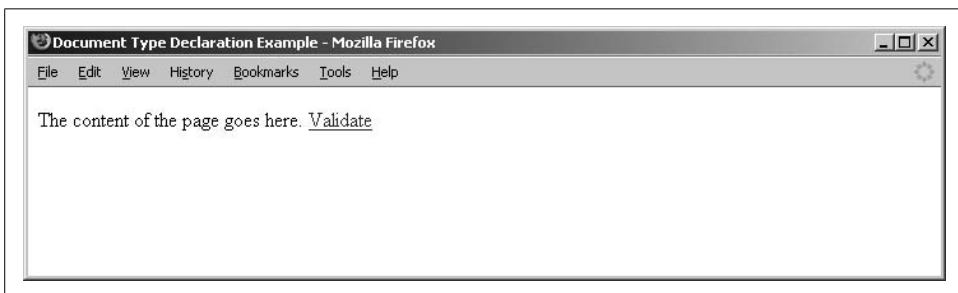 Document Type Declaration Example - Mozilla Firefox
File Edit View History Bookmarks Tools Help
The content of the page goes here. Validate